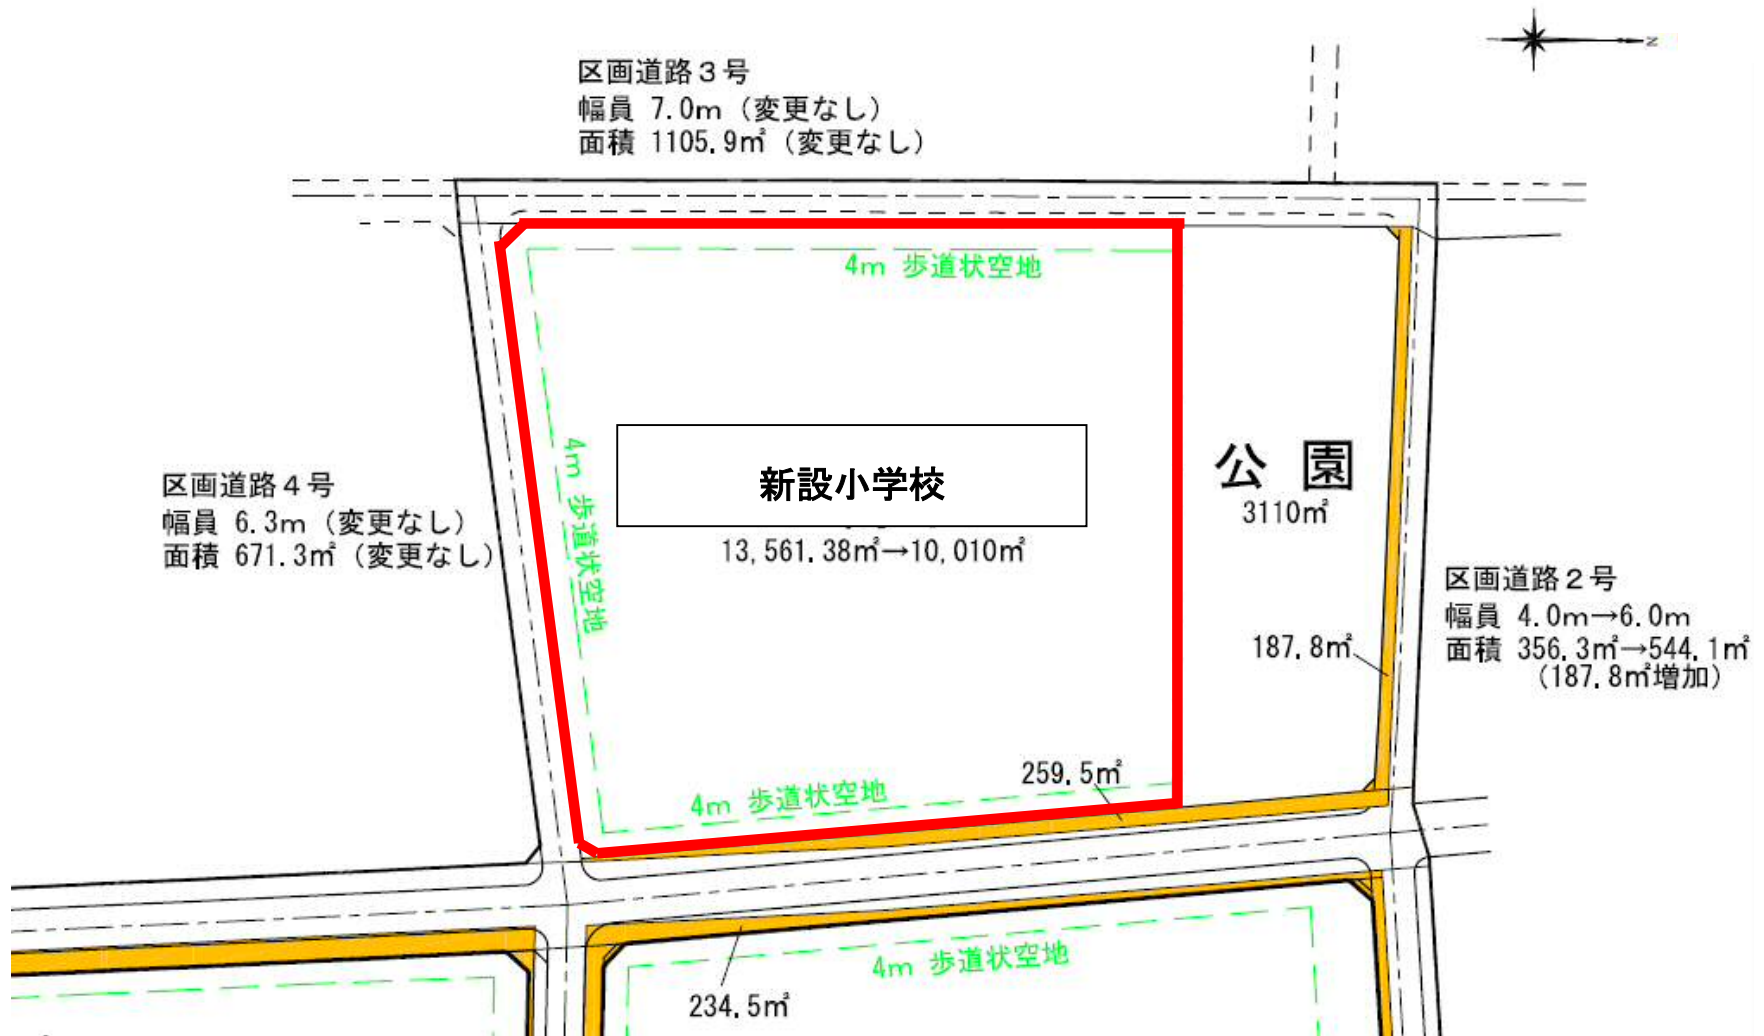 N
区画道路３号
幅員 7.0m（変更なし）
面積 1105.9㎡（変更なし）
4m 歩道状空地
4m 歩道状空地
新設小学校
13,561.38㎡→10,010㎡
公園
3110㎡
区画道路４号
幅員 6.3m（変更なし）
面積 671.3㎡（変更なし）
区画道路２号
幅員 4.0m→6.0m
面積 356.3㎡→544.1㎡
（187.8㎡増加）
187.8㎡
259.5㎡
4m 歩道状空地
4m 歩道状空地
234.5㎡